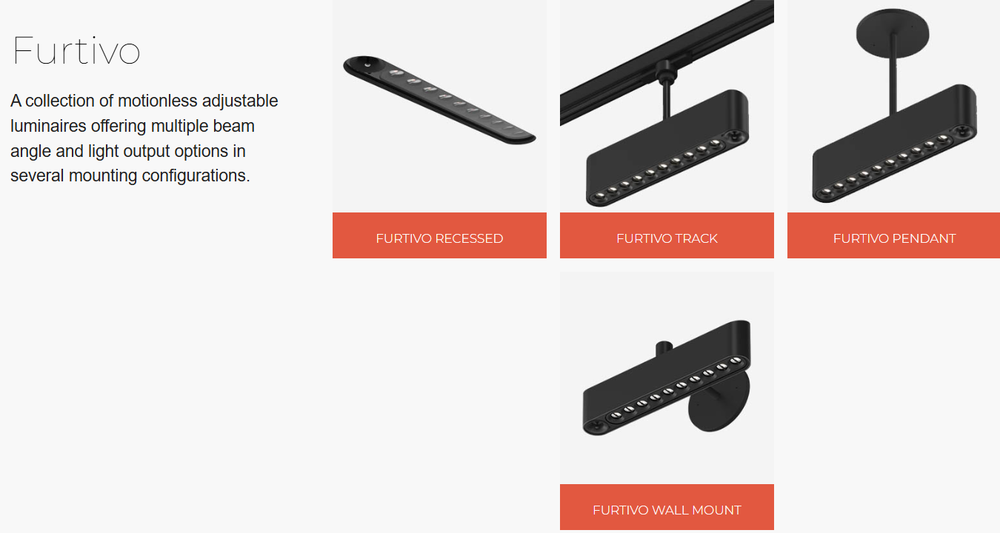 Furtivo
A collection of motionless adjustable
luminaires offering multiple beam
angle and light output options in
several mounting configurations.
FURTIVO RECESSED
FURTIVO TRACK
FURTIVO PENDANT
FURTIVO WALL MOUNT